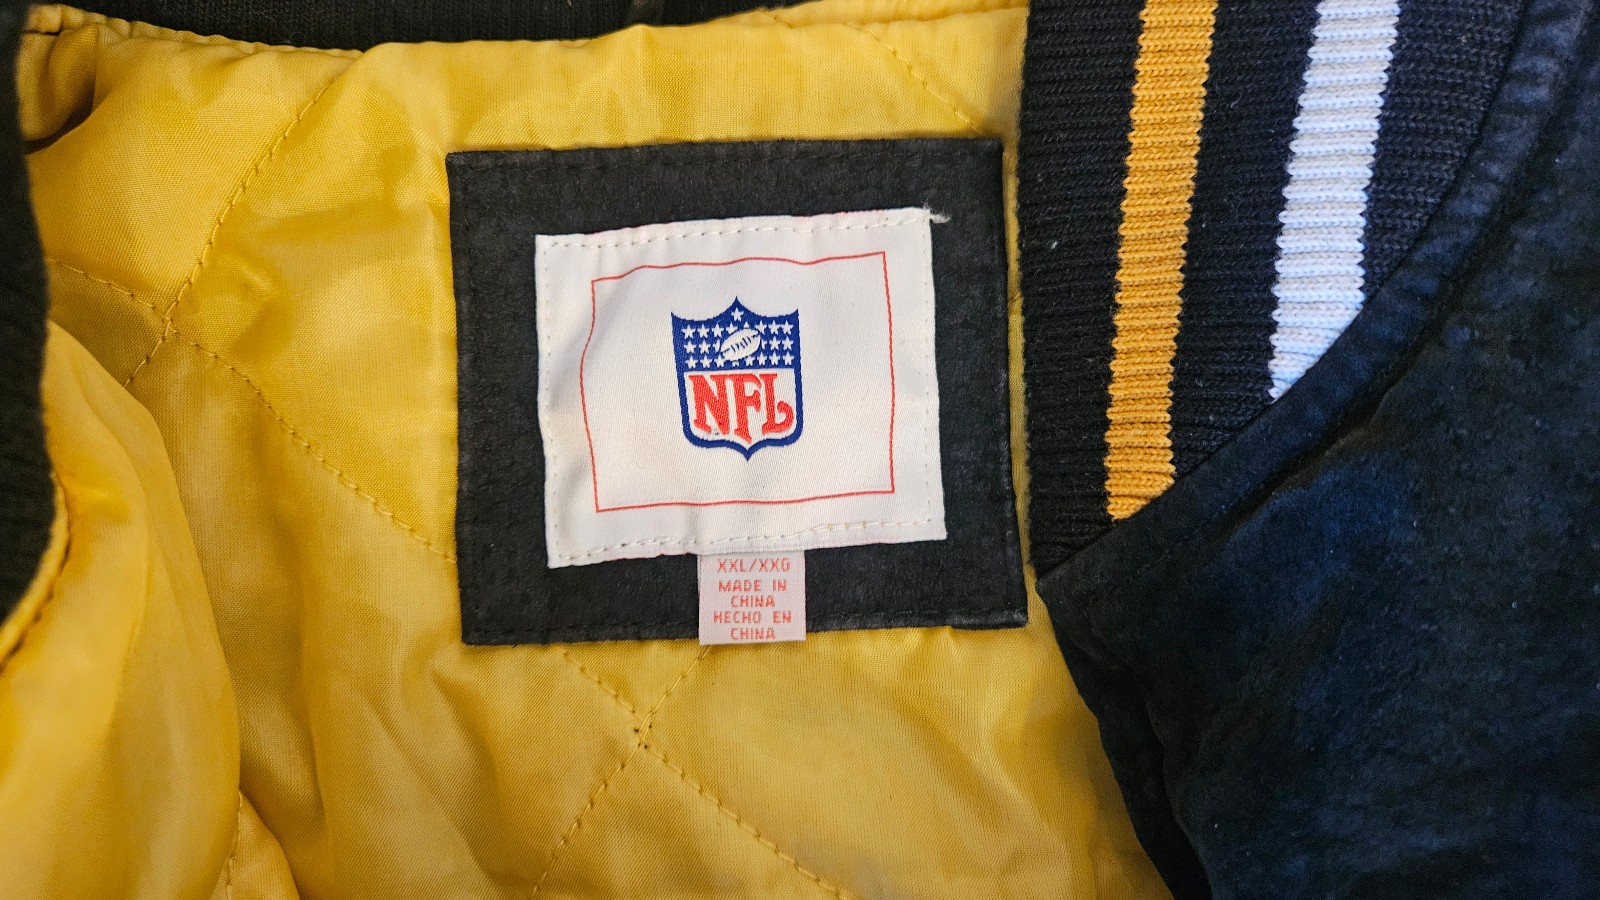 NFL
XXL/XXG
MADE IN
CHINA
HECHO EN
CHINA